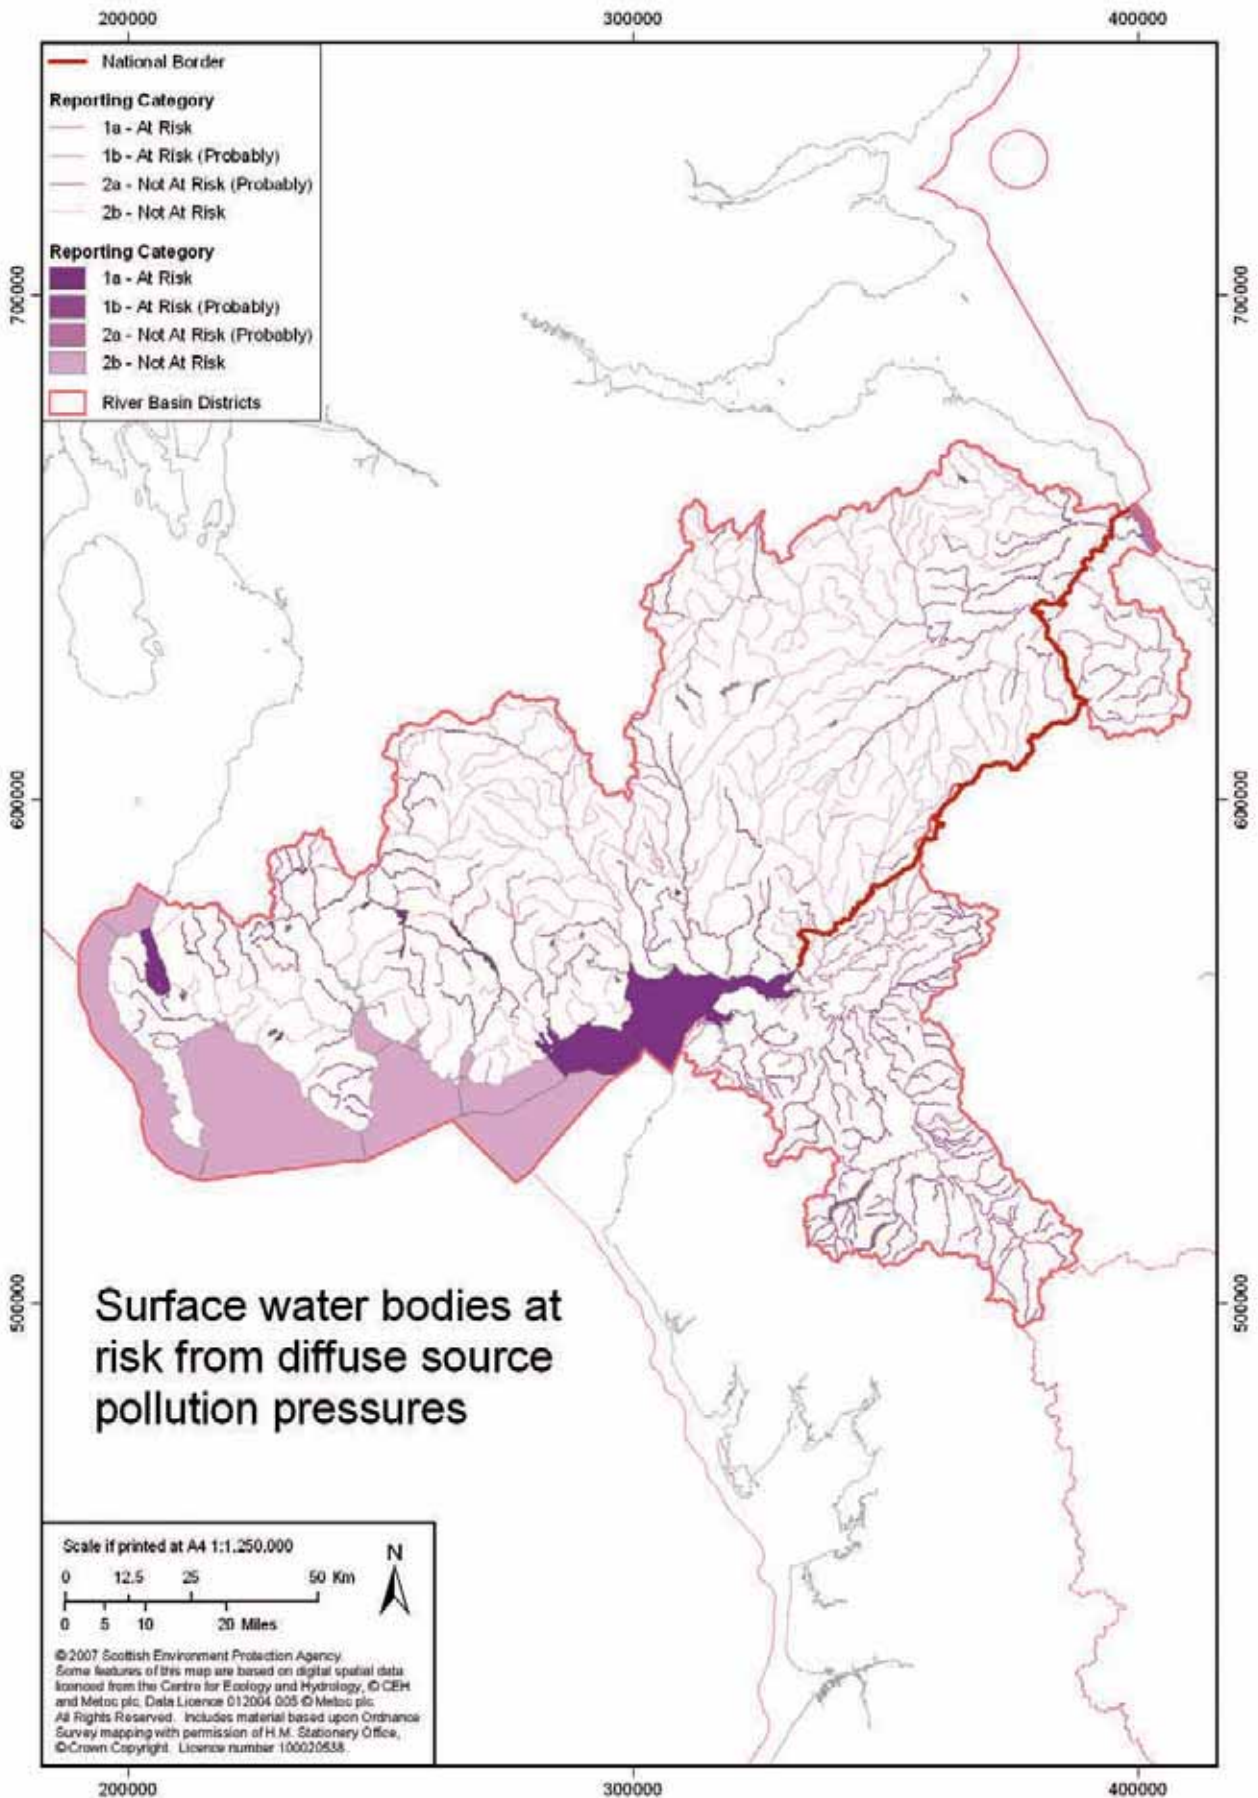 200000
300000
400000
National Border
Reporting Category
1a - At Risk
1b - At Risk (Probably)
2a - Not At Risk (Probably)
2b - Not At Risk
Reporting Category
1a - At Risk
1b - At Risk (Probably)
2a - Not At Risk (Probably)
2b - Not At Risk
River Basin Districts
700000
700000
600000
600000
500000
500000
Surface water bodies at
risk from diffuse source
pollution pressures
Scale if printed at A4 1:1,250,000
N
0 12.5 25 50 Km
0 5 10 20 Miles
© 2007 Scottish Environment Protection Agency.
Some features of this map are based on digital spatial data
licenced from the Centre for Ecology and Hydrology, © CEH
and Metoc plc, Data Licence 012004.005 © Metoc plc.
All Rights Reserved. Includes material based upon Ordnance
Survey mapping with permission of H.M. Stationery Office,
© Crown Copyright. Licence number 100020538.
200000
300000
400000